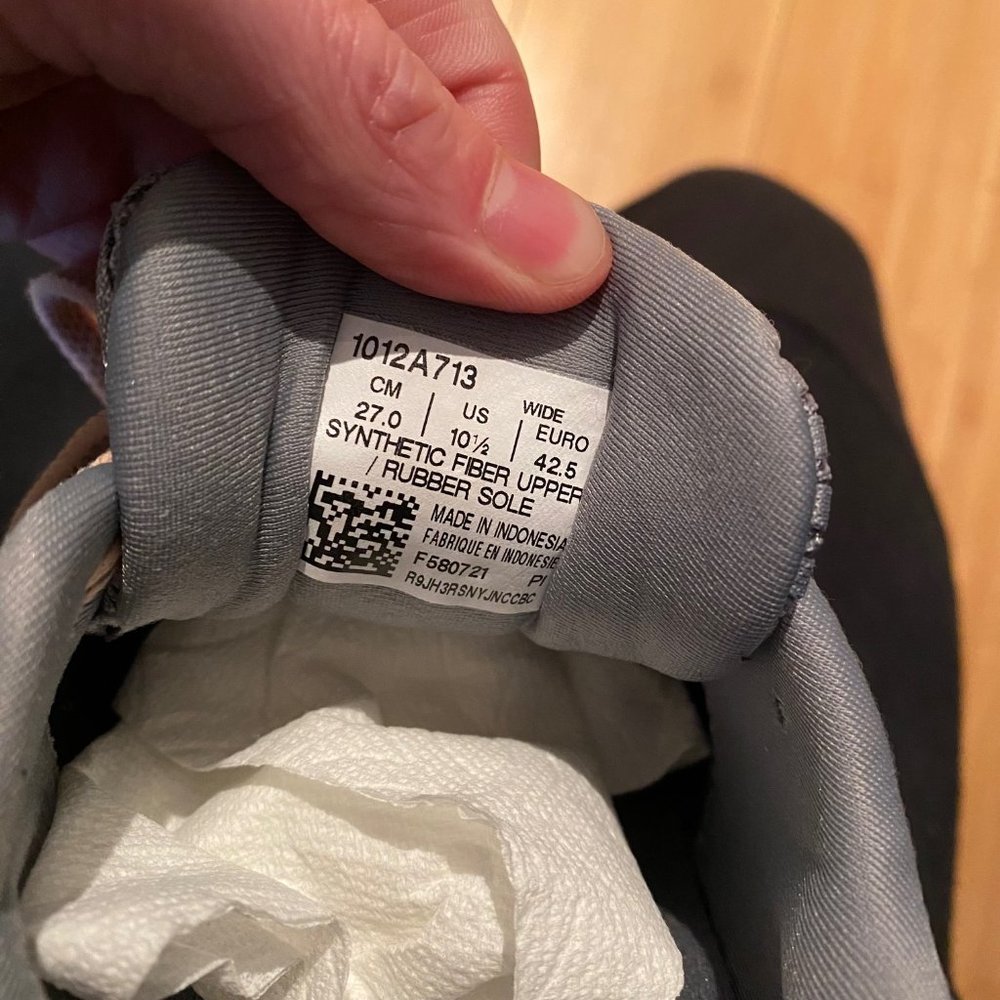 1012A713
CM | US | WIDE EURO
27.0 | 10½ | 42.5
SYNTHETIC FIBER UPPER
/ RUBBER SOLE
MADE IN INDONESIA
FABRIQUE EN INDONESIE
F580721 P1
R9JH3RSNYJNCCBC